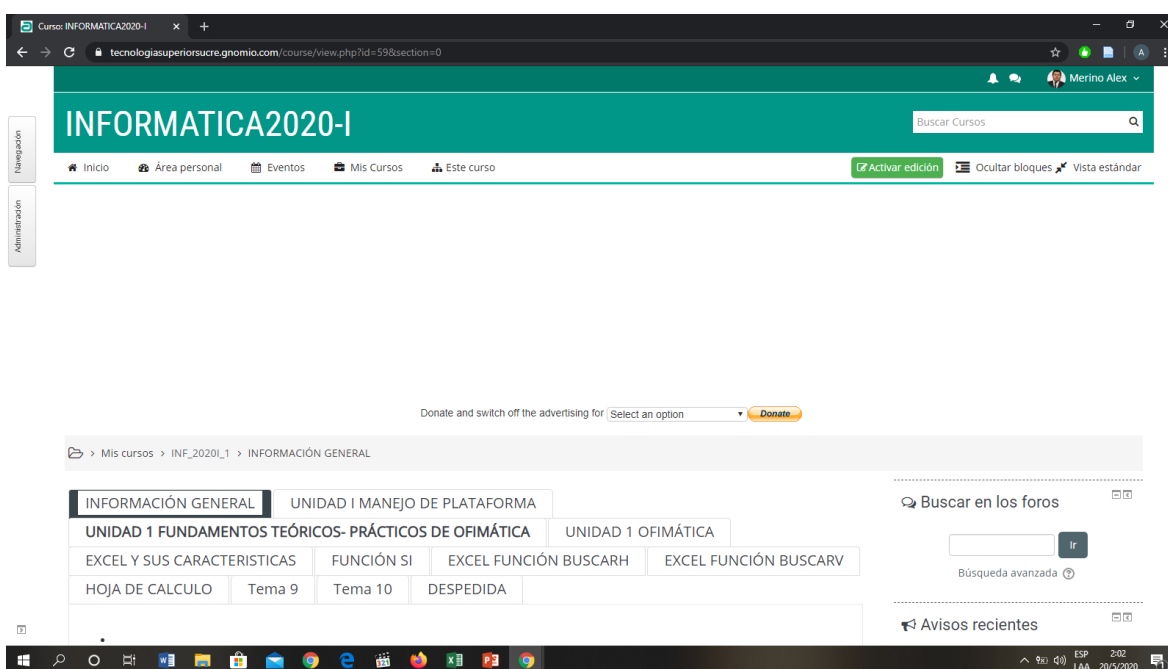 Curso: INFORMATICA2020-I
tecnologiasuperiorsucre.gnomio.com/course/view.php?id=59&section=0
A
Merino Alex
INFORMATICA2020-I
Buscar Cursos
Navegación
Inicio Área personal Eventos Mis Cursos Este curso
Activar edición Ocultar bloques Vista estándar
Administración
Donate and switch off the advertising for Select an option Donate
> Mis cursos > INF_2020I_1 > INFORMACIÓN GENERAL
INFORMACIÓN GENERAL UNIDAD I MANEJO DE PLATAFORMA
UNIDAD 1 FUNDAMENTOS TEÓRICOS- PRÁCTICOS DE OFIMÁTICA UNIDAD 1 OFIMÁTICA
EXCEL Y SUS CARACTERISTICAS FUNCIÓN SI EXCEL FUNCIÓN BUSCARH EXCEL FUNCIÓN BUSCARV
HOJA DE CALCULO Tema 9 Tema 10 DESPEDIDA
Buscar en los foros
Ir
Búsqueda avanzada
Avisos recientes
ESP 2:02
LAA 20/5/2020